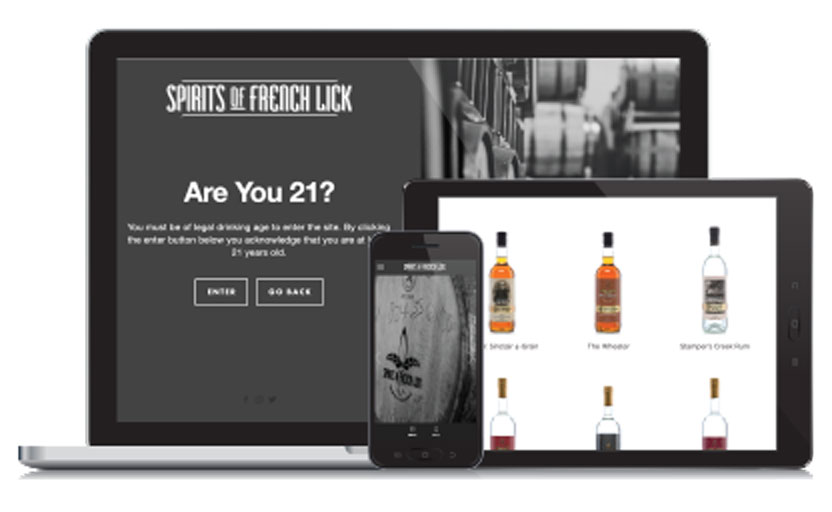 SPIRITS OF FRENCH LICK
Are You 21?
You must be of legal drinking age to enter the site. By clicking
the enter button below you acknowledge that you are at
21 years old.
ENTER
GO BACK
SPIRITS OF FRENCH LICK
Sinclair 4-Grain
The Wheater
Stamper's Creek Rum